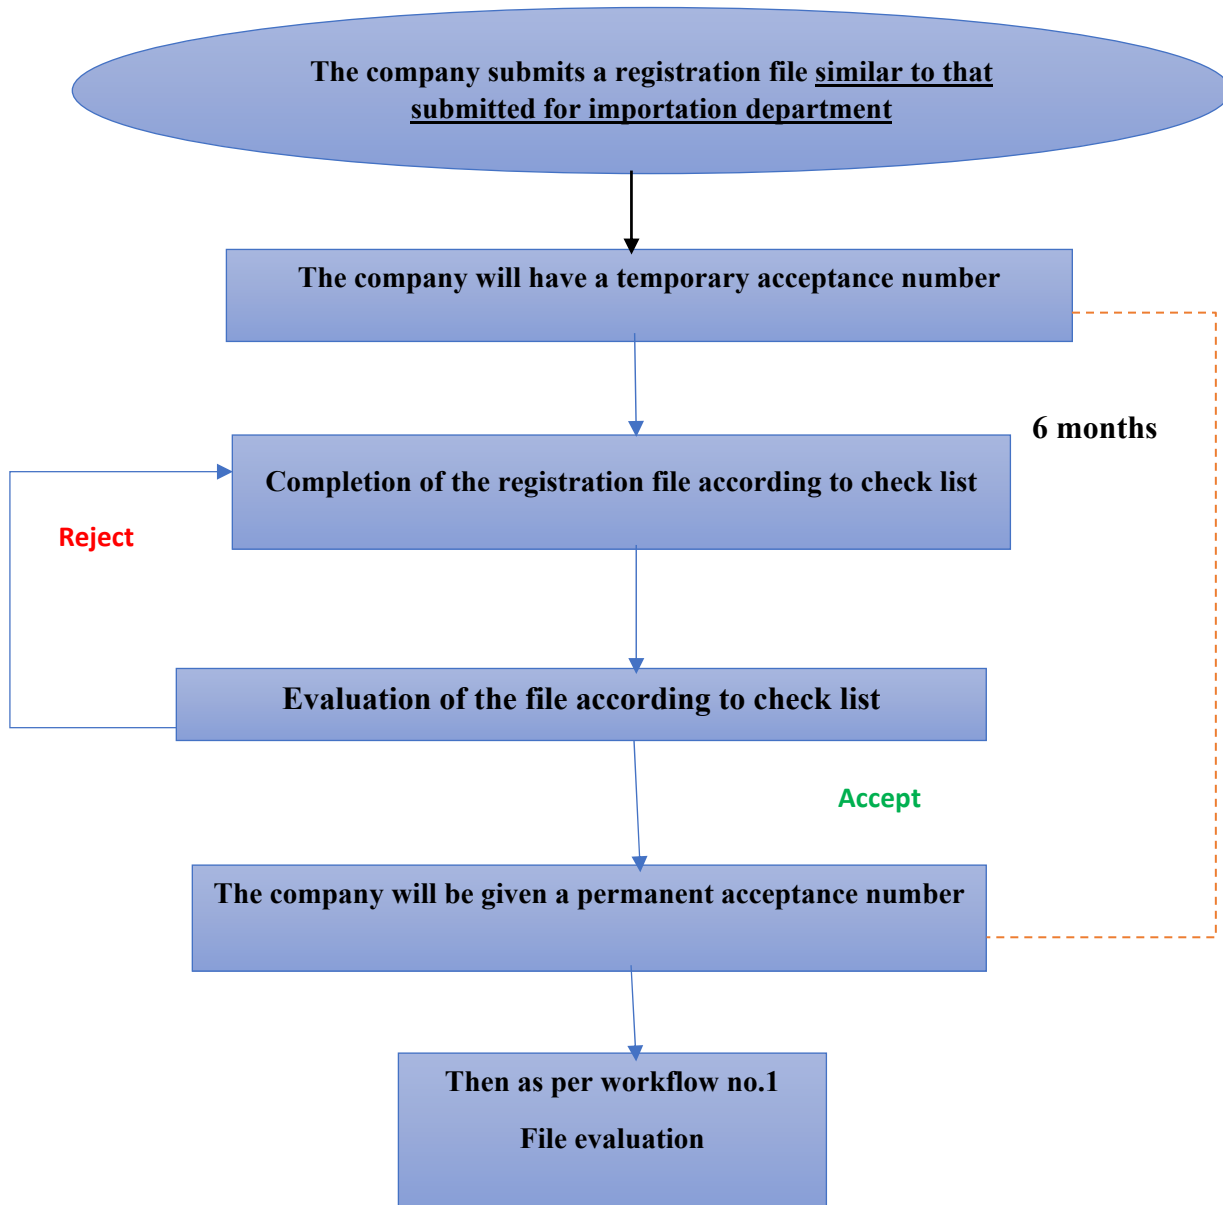 The company submits a registration file similar to that
submitted for importation department
The company will have a temporary acceptance number
6 months
Completion of the registration file according to check list
Reject
Evaluation of the file according to check list
Accept
The company will be given a permanent acceptance number
Then as per workflow no.1
File evaluation